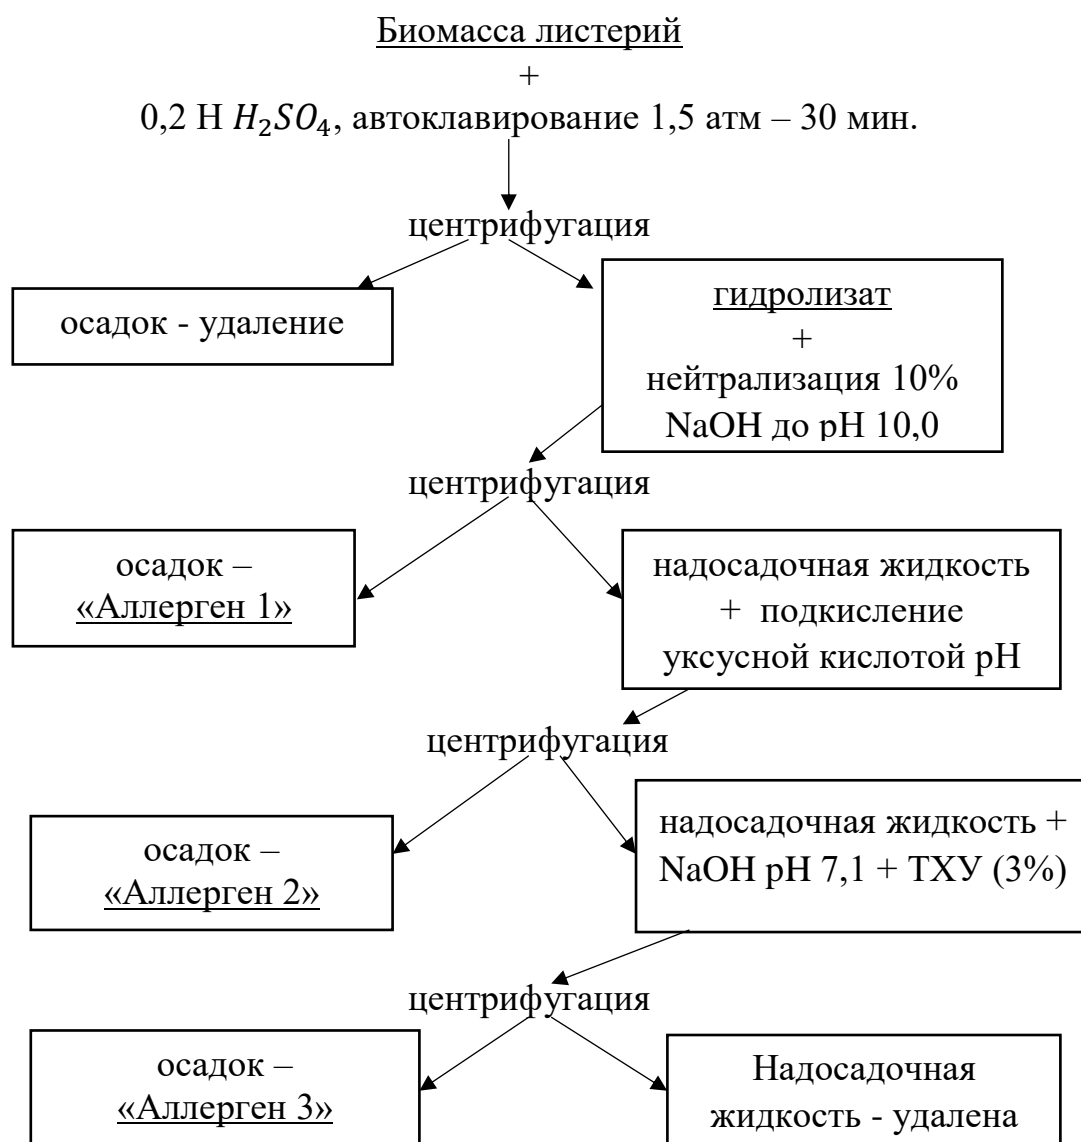 Биомасса листерий
+
0,2 Н H₂SO₄, автоклавирование 1,5 атм – 30 мин.
центрифугация
осадок - удаление
гидролизат
+
нейтрализация 10%
NaOH до pH 10,0
центрифугация
осадок –
«Аллерген 1»
надосадочная жидкость
+ подкисление
уксусной кислотой pH
центрифугация
осадок –
«Аллерген 2»
надосадочная жидкость +
NaOH pH 7,1 + ТХУ (3%)
центрифугация
осадок –
«Аллерген 3»
Надосадочная
жидкость - удалена